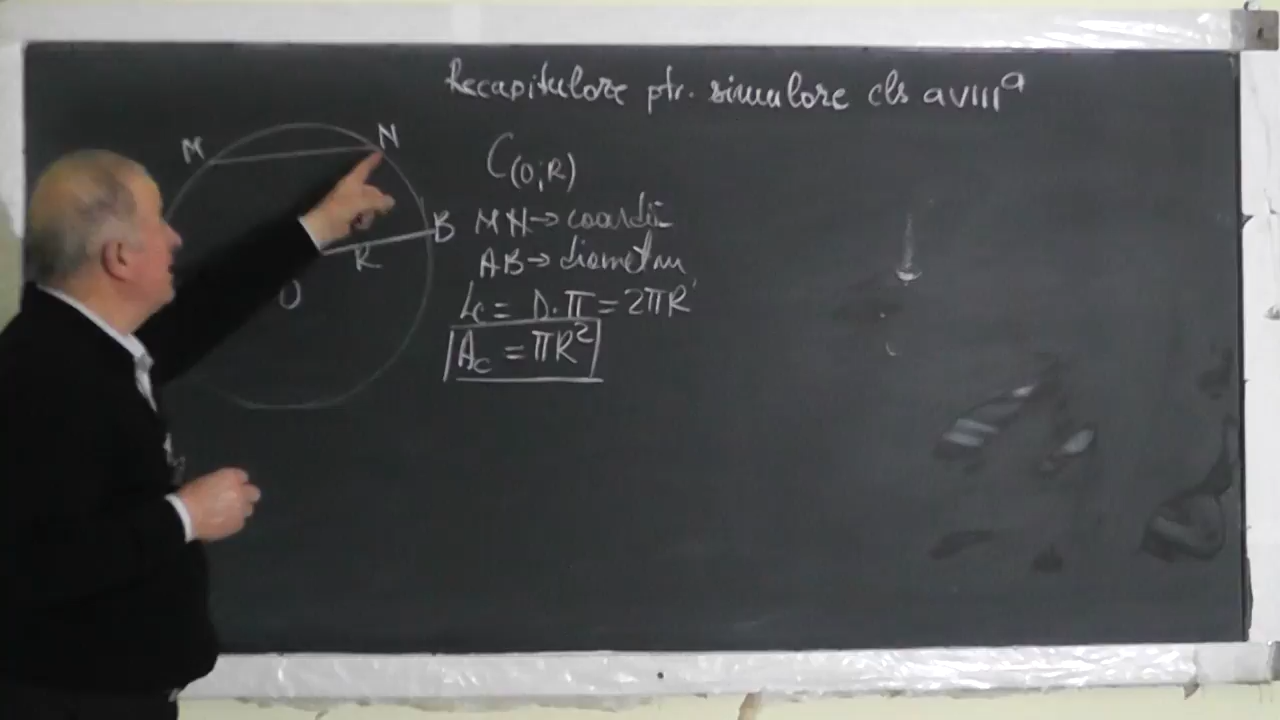 Recapitulare ptr. simulare cls a VIII a
M N
C(O;R)
B MN→coardă
R AB→diametru
O Lc = D·π = 2πR
Ac = πR²